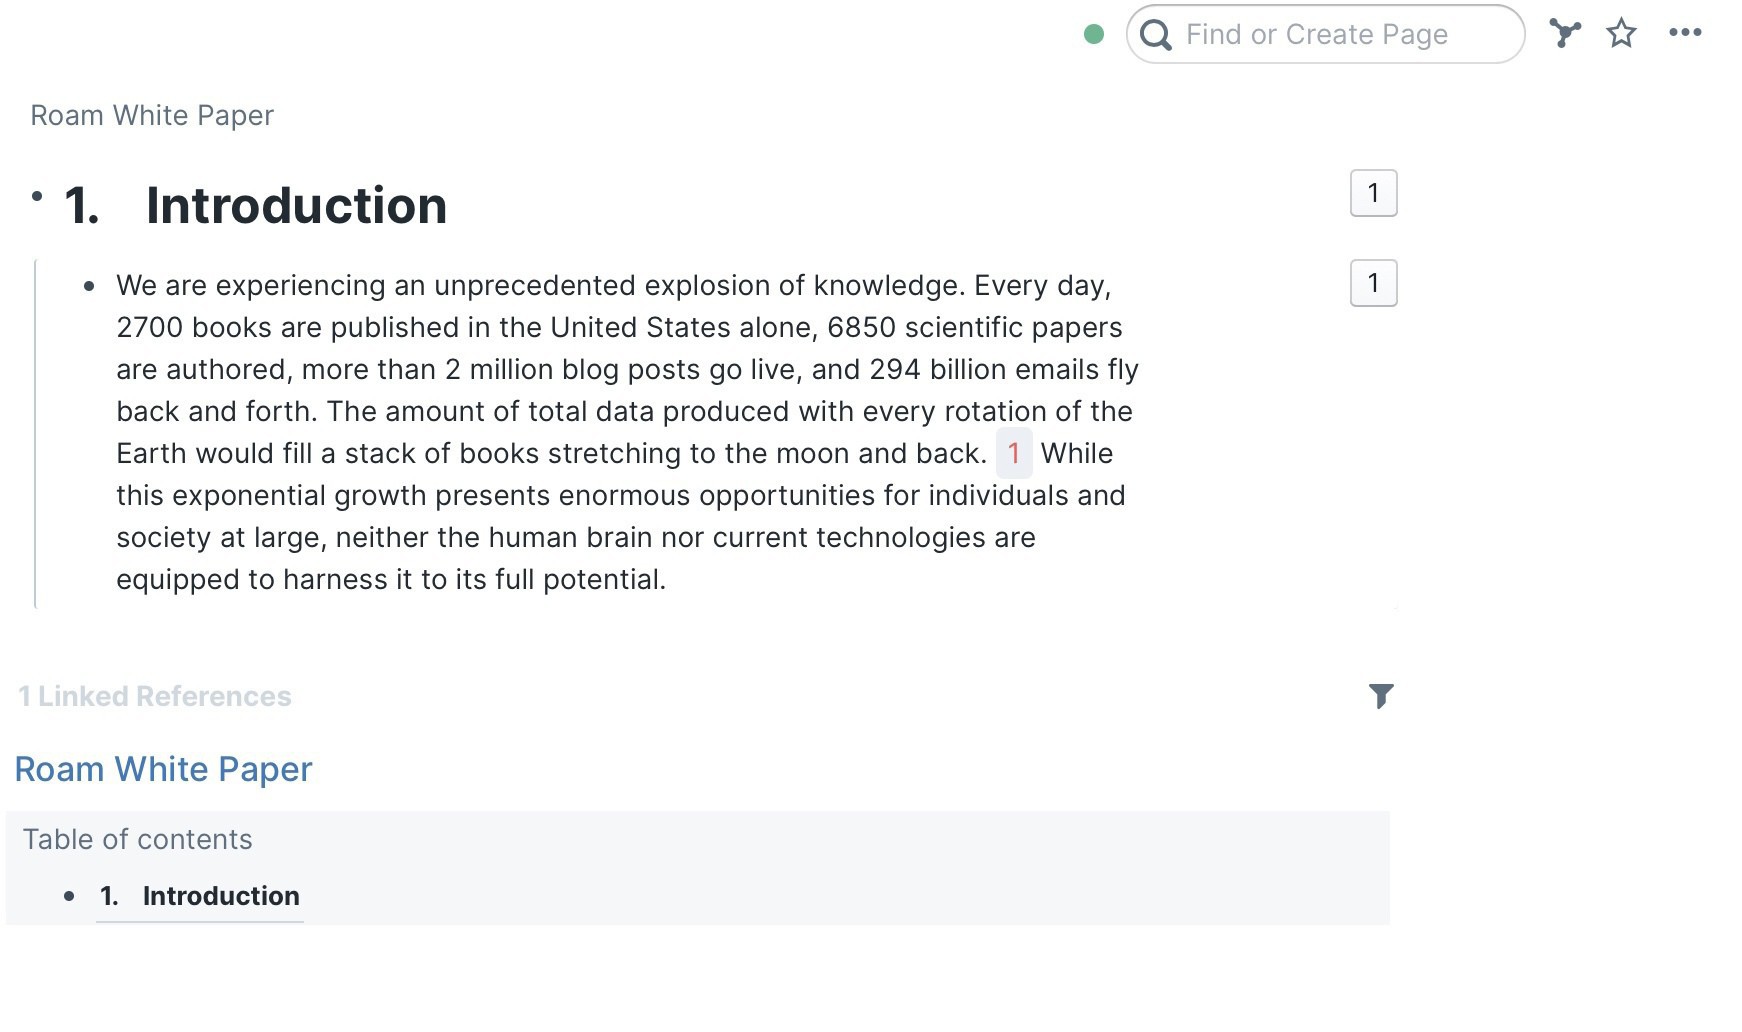 Find or Create Page
Roam White Paper
1. Introduction
1
We are experiencing an unprecedented explosion of knowledge. Every day,
1
2700 books are published in the United States alone, 6850 scientific papers
are authored, more than 2 million blog posts go live, and 294 billion emails fly
back and forth. The amount of total data produced with every rotation of the
Earth would fill a stack of books stretching to the moon and back. 1 While
this exponential growth presents enormous opportunities for individuals and
society at large, neither the human brain nor current technologies are
equipped to harness it to its full potential.
1 Linked References
Roam White Paper
Table of contents
1. Introduction